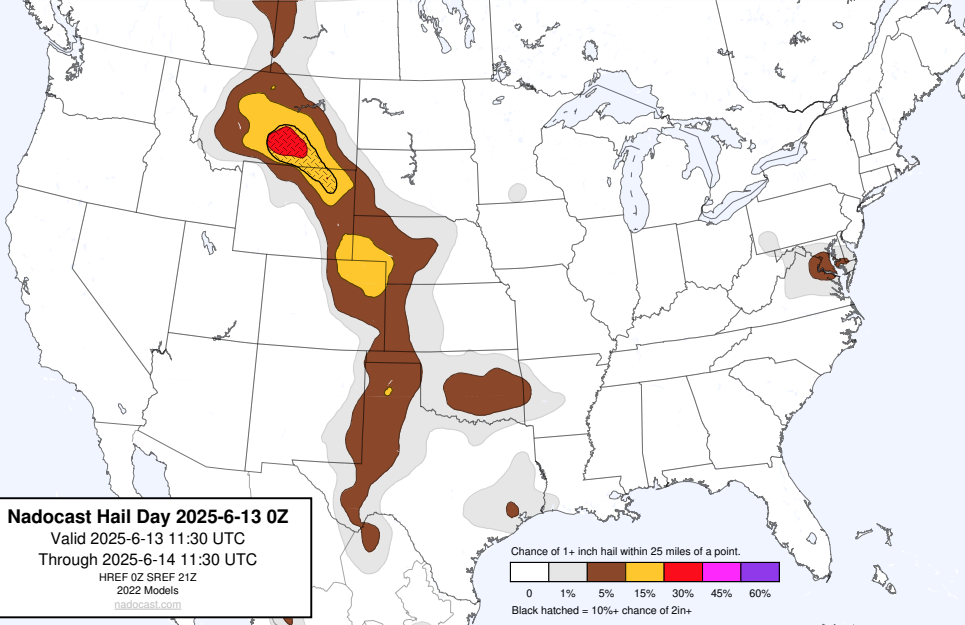 Nadocast Hail Day 2025-6-13 0Z
Valid 2025-6-13 11:30 UTC
Through 2025-6-14 11:30 UTC
HREF 0Z SREF 21Z
2022 Models
nadocast.com
Chance of 1+ inch hail within 25 miles of a point.
0 1% 5% 15% 30% 45% 60%
Black hatched = 10%+ chance of 2in+